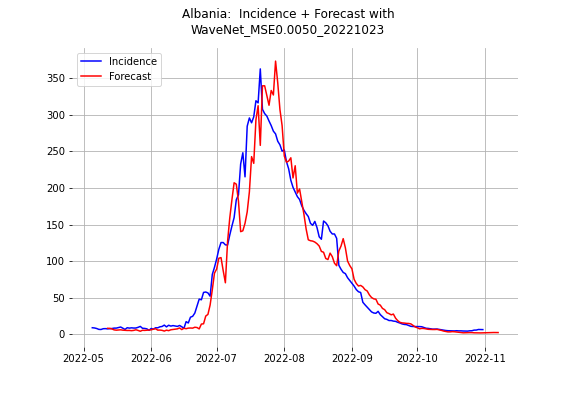 Albania:  Incidence + Forecast with
WaveNet_MSE0.0050_20221023
Incidence
Forecast
350
300
250
200
150
100
50
0
2022-05 2022-06 2022-07 2022-08 2022-09 2022-10 2022-11